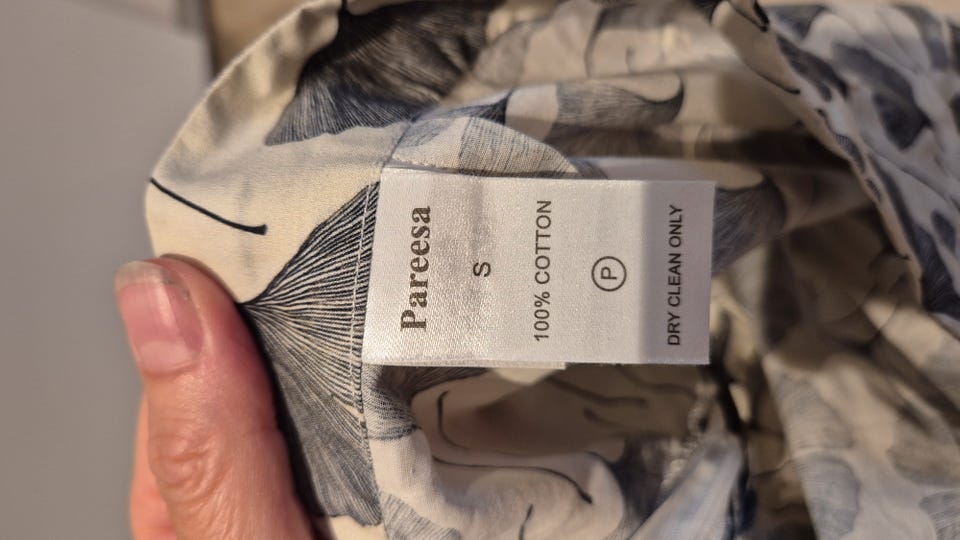 Pareesa
S
100% COTTON
P
DRY CLEAN ONLY